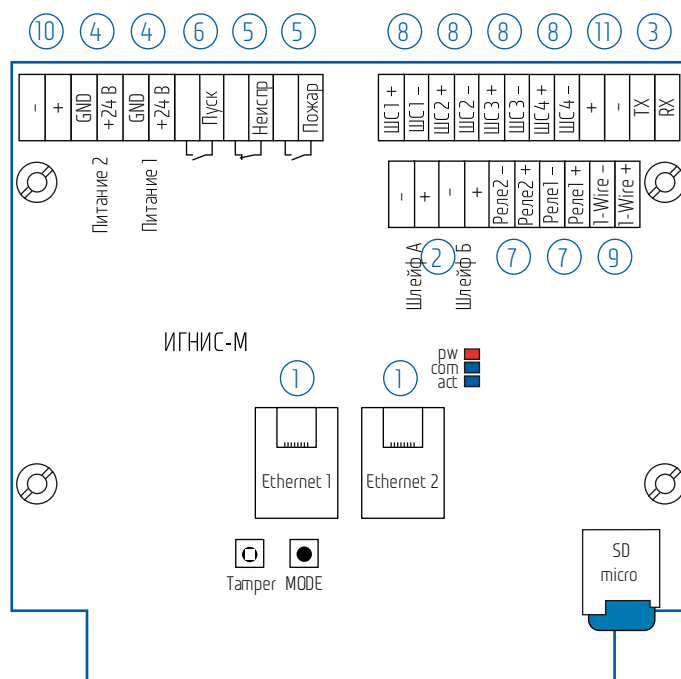 10 4 4 6 5 5 8 8 8 8 11 3
- + GND +24 В GND +24 В Пуск Неиспр Пожар
ШС1 + ШС1 - ШС2 + ШС2 - ШС3 + ШС3 - ШС4 + ШС4 - + - TX RX
Питание 2 Питание 1
- + - + Реле2 - Реле2 + Реле1 - Реле1 + 1-Wire - 1-Wire +
Шлейф А 2 Шлейф Б 7 7 9
ИГНИС-М
pw
com
act
1 1
Ethernet 1 Ethernet 2
Tamper MODE
SD
micro